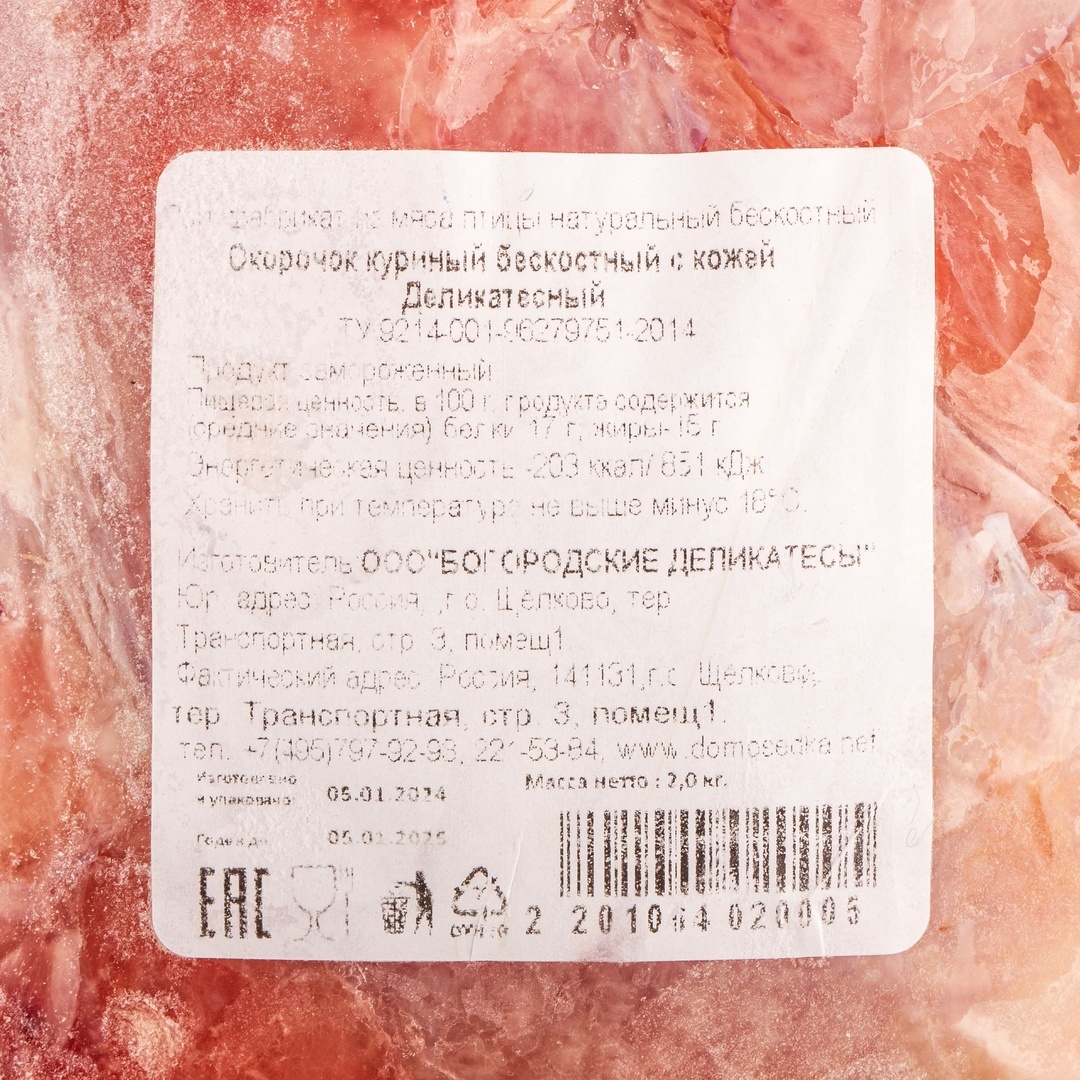 Полуфабрикат из мяса птицы натуральный бескостный
Окорочок куриный бескостный с кожей
Деликатесный
ТУ 9214-001-96279751-2014
Продукт замороженный
Пищевая ценность: в 100 г. продукта содержится
(средние значения) белки 17 г; жиры-15 г
Энергетическая ценность -203 ккал/ 851 кДж
Хранить при температуре не выше минус 18°С.
Изготовитель ООО"БОГОРОДСКИЕ ДЕЛИКАТЕСЫ"
Юр. адрес: Россия, ,г.о. Щёлково, тер
Транспортная, стр. 3, помещ1
Фактический адрес: Россия, 141131,г.о. Щёлково,
тер. Транспортная, стр. 3, помещ1.
тел. +7(495)797-92-93, 221-53-84, www.domosedka.net
Изготовлено
и упаковано: 05.01.2024 Масса нетто : 2,0 кг.
Годен до: 05.01.2025
EAC
2 201064 020005